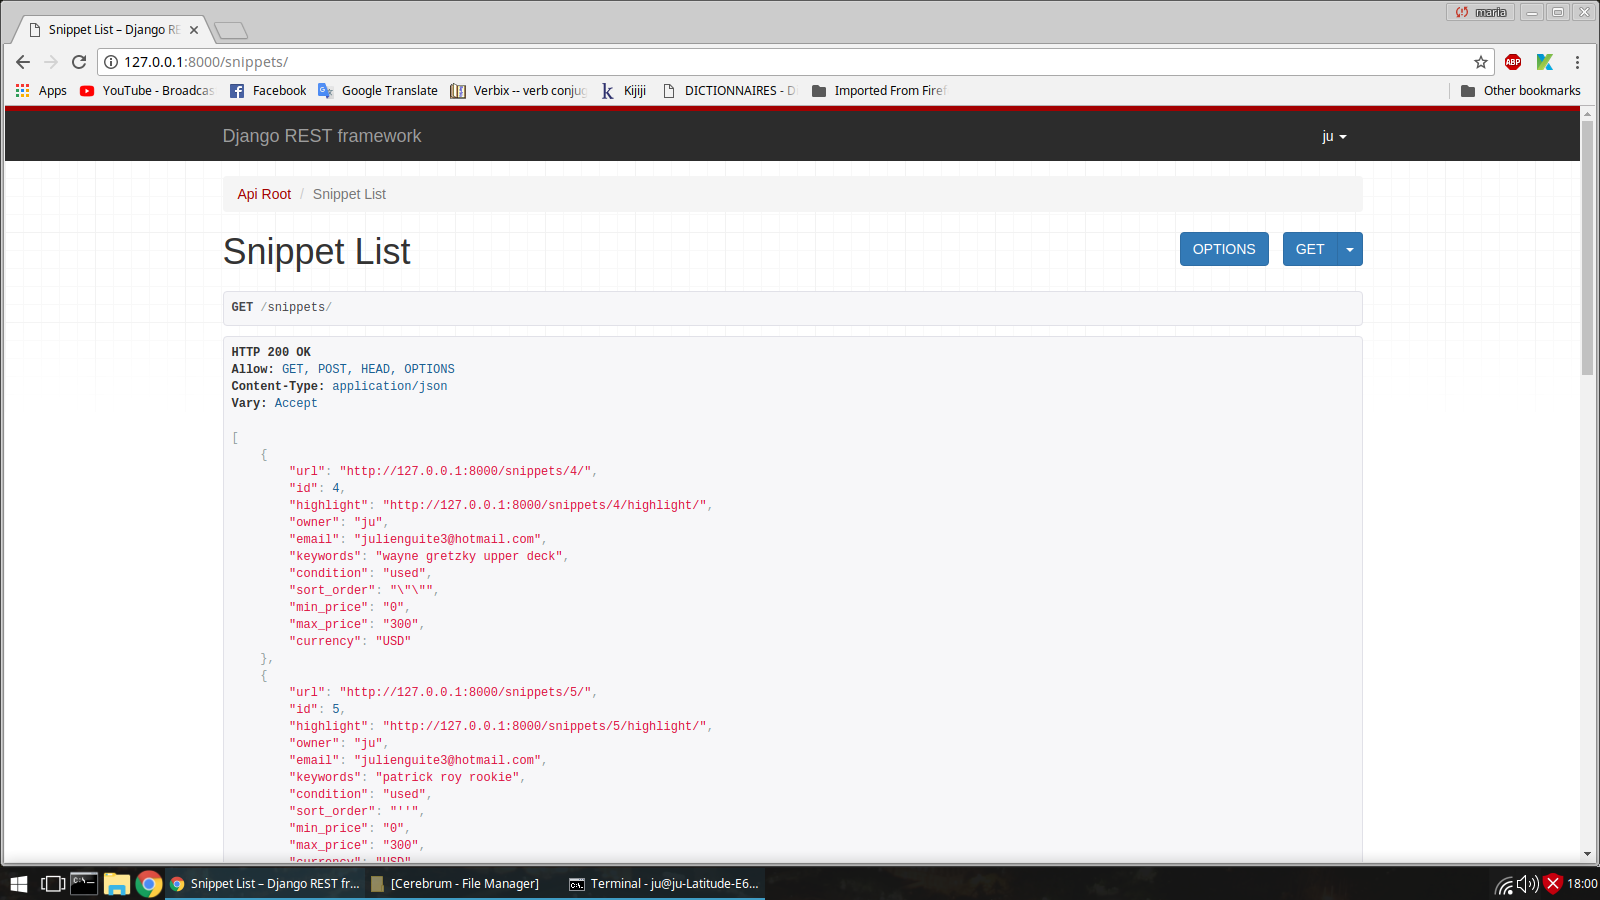 maria
Snippet List – Django RE
127.0.0.1:8000/snippets/
ABP
Apps YouTube - Broadcas Facebook Google Translate Verbix -- verb conjug Kijiji DICTIONNAIRES - D Imported From Firef Other bookmarks
Django REST framework ju
Api Root / Snippet List
Snippet List OPTIONS GET
GET /snippets/
HTTP 200 OK
Allow: GET, POST, HEAD, OPTIONS
Content-Type: application/json
Vary: Accept
[
{
"url": "http://127.0.0.1:8000/snippets/4/",
"id": 4,
"highlight": "http://127.0.0.1:8000/snippets/4/highlight/",
"owner": "ju",
"email": "julienguite3@hotmail.com",
"keywords": "wayne gretzky upper deck",
"condition": "used",
"sort_order": "\"\"",
"min_price": "0",
"max_price": "300",
"currency": "USD"
},
{
"url": "http://127.0.0.1:8000/snippets/5/",
"id": 5,
"highlight": "http://127.0.0.1:8000/snippets/5/highlight/",
"owner": "ju",
"email": "julienguite3@hotmail.com",
"keywords": "patrick roy rookie",
"condition": "used",
"sort_order": "''",
"min_price": "0",
"max_price": "300",
"currency": "USD"
Snippet List – Django REST fr... [Cerebrum - File Manager] Terminal - ju@ju-Latitude-E6... 18:00